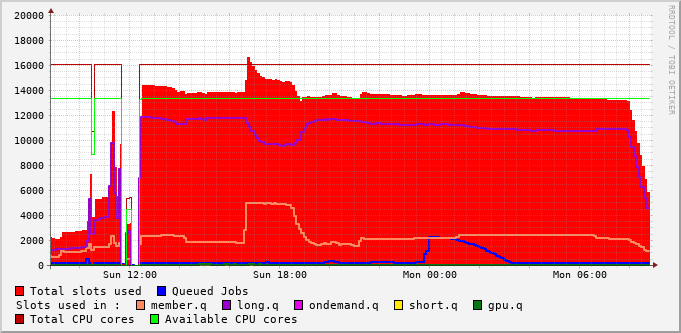 20000
18000
16000
14000
12000
10000
8000
6000
4000
2000
0
Sun 12:00 Sun 18:00 Mon 00:00 Mon 06:00
RRDTOOL / TOBI OETIKER
Total slots used Queued Jobs
Slots used in : member.q long.q ondemand.q short.q gpu.q
Total CPU cores Available CPU cores